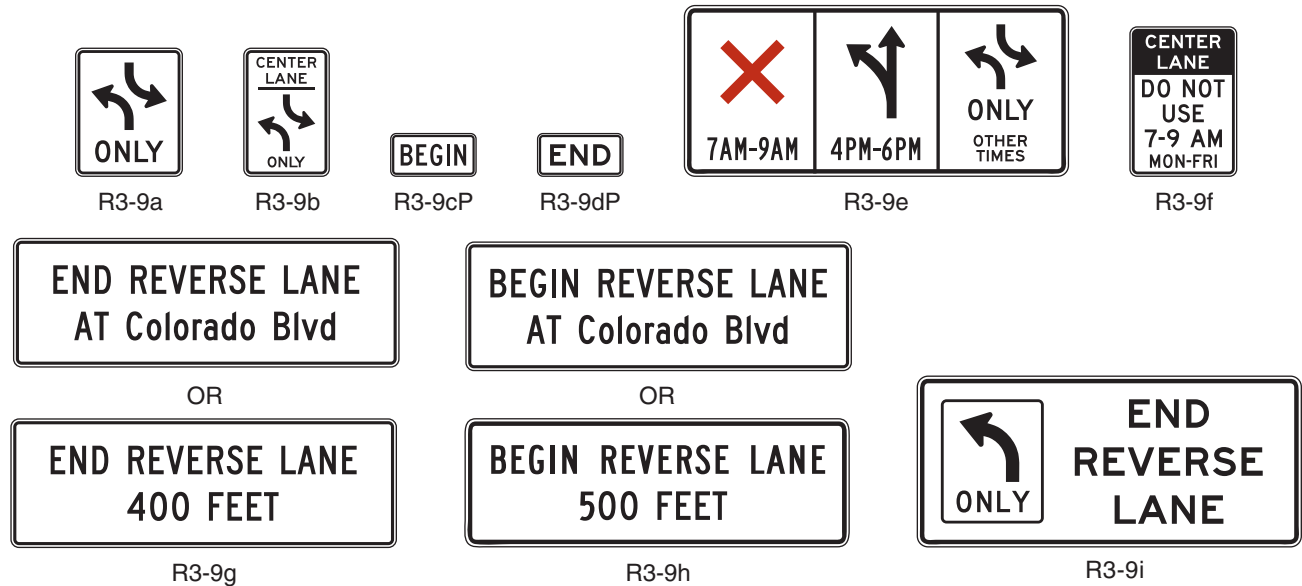 ONLY
R3-9a
CENTER
LANE
ONLY
R3-9b
BEGIN
R3-9cP
END
R3-9dP
7AM-9AM
4PM-6PM
ONLY
OTHER
TIMES
R3-9e
CENTER
LANE
DO NOT
USE
7-9 AM
MON-FRI
R3-9f
END REVERSE LANE
AT Colorado Blvd
OR
END REVERSE LANE
400 FEET
R3-9g
BEGIN REVERSE LANE
AT Colorado Blvd
OR
BEGIN REVERSE LANE
500 FEET
R3-9h
ONLY
END
REVERSE
LANE
R3-9i